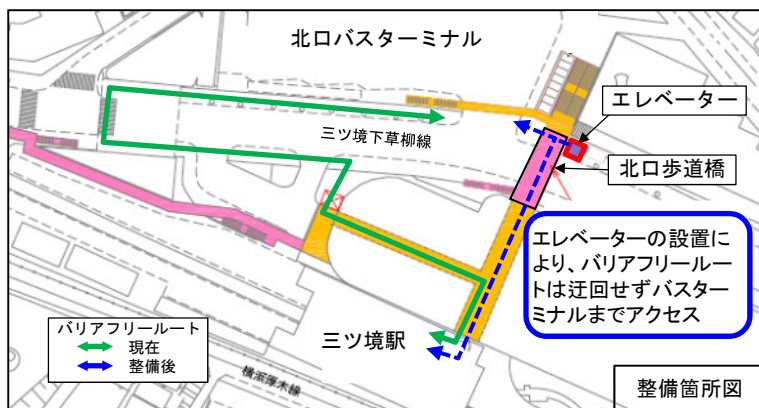 北口バスターミナル
エレベーター
三ツ境下草柳線
北口歩道橋
エレベーターの設置に
より、バリアフリールー
トは迂回せずバスター
ミナルまでアクセス
バリアフリールート
現在
整備後
三ツ境駅
横浜厚木線
整備箇所図